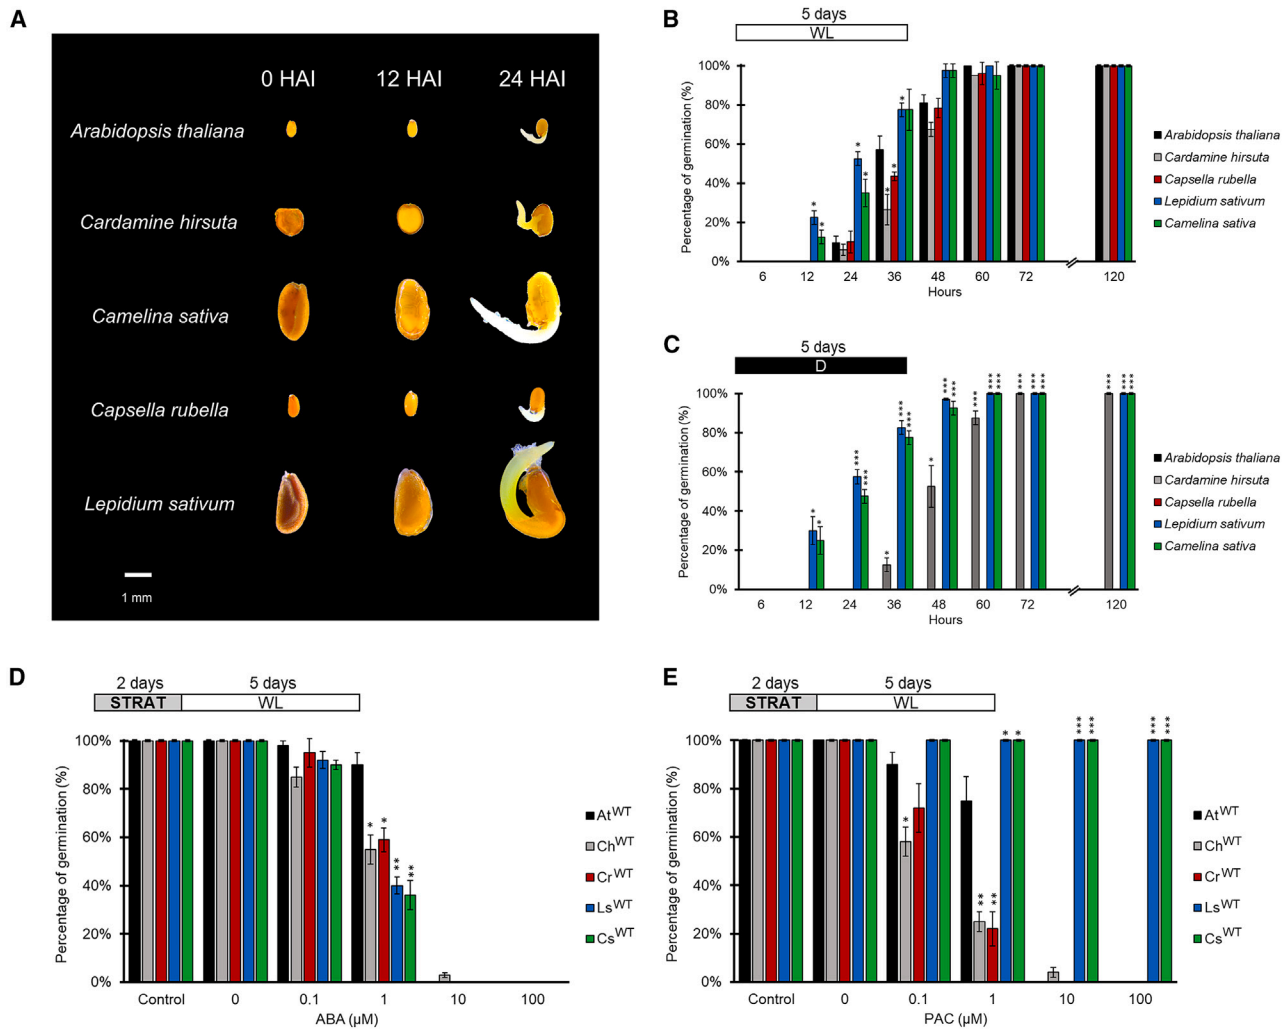 A
0 HAI 12 HAI 24 HAI
Arabidopsis thaliana
Cardamine hirsuta
Camelina sativa
Capsella rubella
Lepidium sativum
1 mm
B
5 days
WL
Percentage of germination (%)
100%
80%
60%
40%
20%
0%
* * * * * * *
6 12 24 36 48 60 72 120
Hours
Arabidopsis thaliana
Cardamine hirsuta
Capsella rubella
Lepidium sativum
Camelina sativa
C
5 days
D
Percentage of germination (%)
100%
80%
60%
40%
20%
0%
* * *** *** * *** *** * *** *** *** *** *** *** *** *** *** *** ***
6 12 24 36 48 60 72 120
Hours
Arabidopsis thaliana
Cardamine hirsuta
Capsella rubella
Lepidium sativum
Camelina sativa
D
2 days 5 days
STRAT WL
Percentage of germination (%)
100%
80%
60%
40%
20%
0%
* * ** **
Control 0 0.1 1 10 100
ABA (µM)
At^WT
Ch^WT
Cr^WT
Ls^WT
Cs^WT
E
2 days 5 days
STRAT WL
Percentage of germination (%)
100%
80%
60%
40%
20%
0%
* ** ** * * *** *** *** ***
Control 0 0.1 1 10 100
PAC (µM)
At^WT
Ch^WT
Cr^WT
Ls^WT
Cs^WT